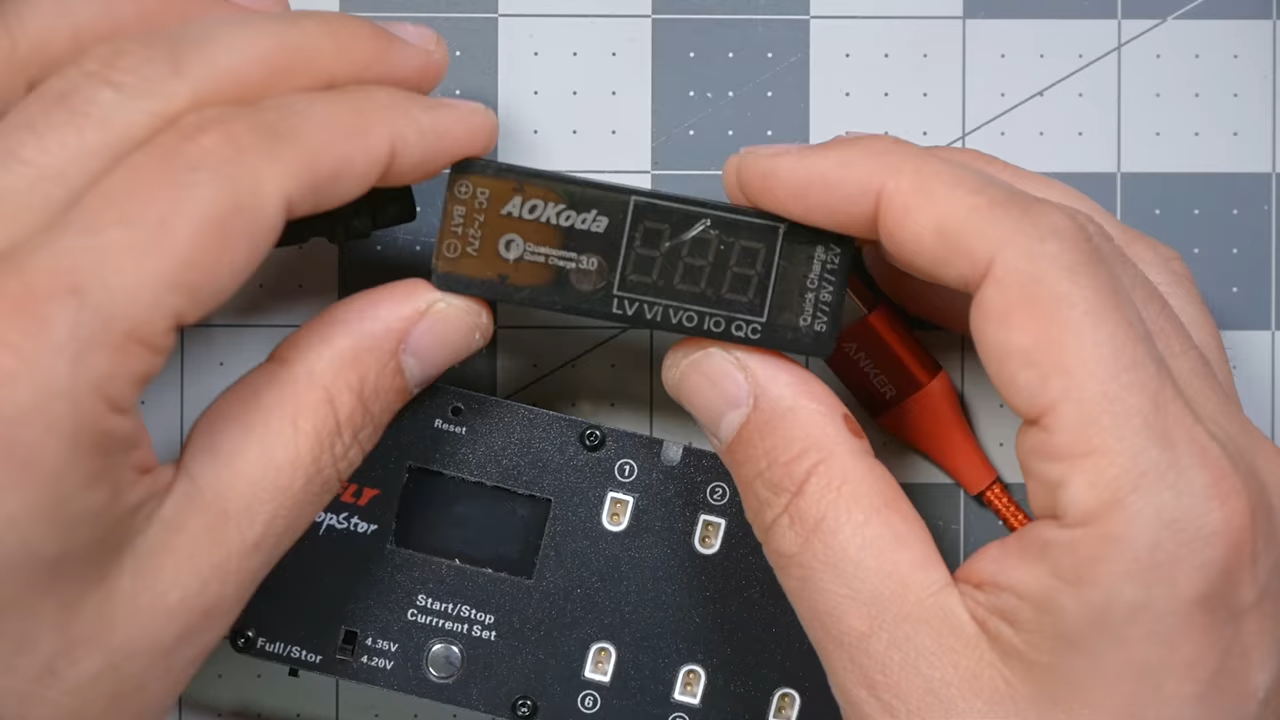 ⊕ BAT ⊖
DC 7~27V
AOKoda
Qualcomm
Quick Charge 3.0
LV VI VO IO QC
Quick Charge
5V / 9V / 12V
ANKER
Reset
①
②
LY
opStor
Start/Stop
Currrent Set
Full/Stor
4.35V
4.20V
⑥